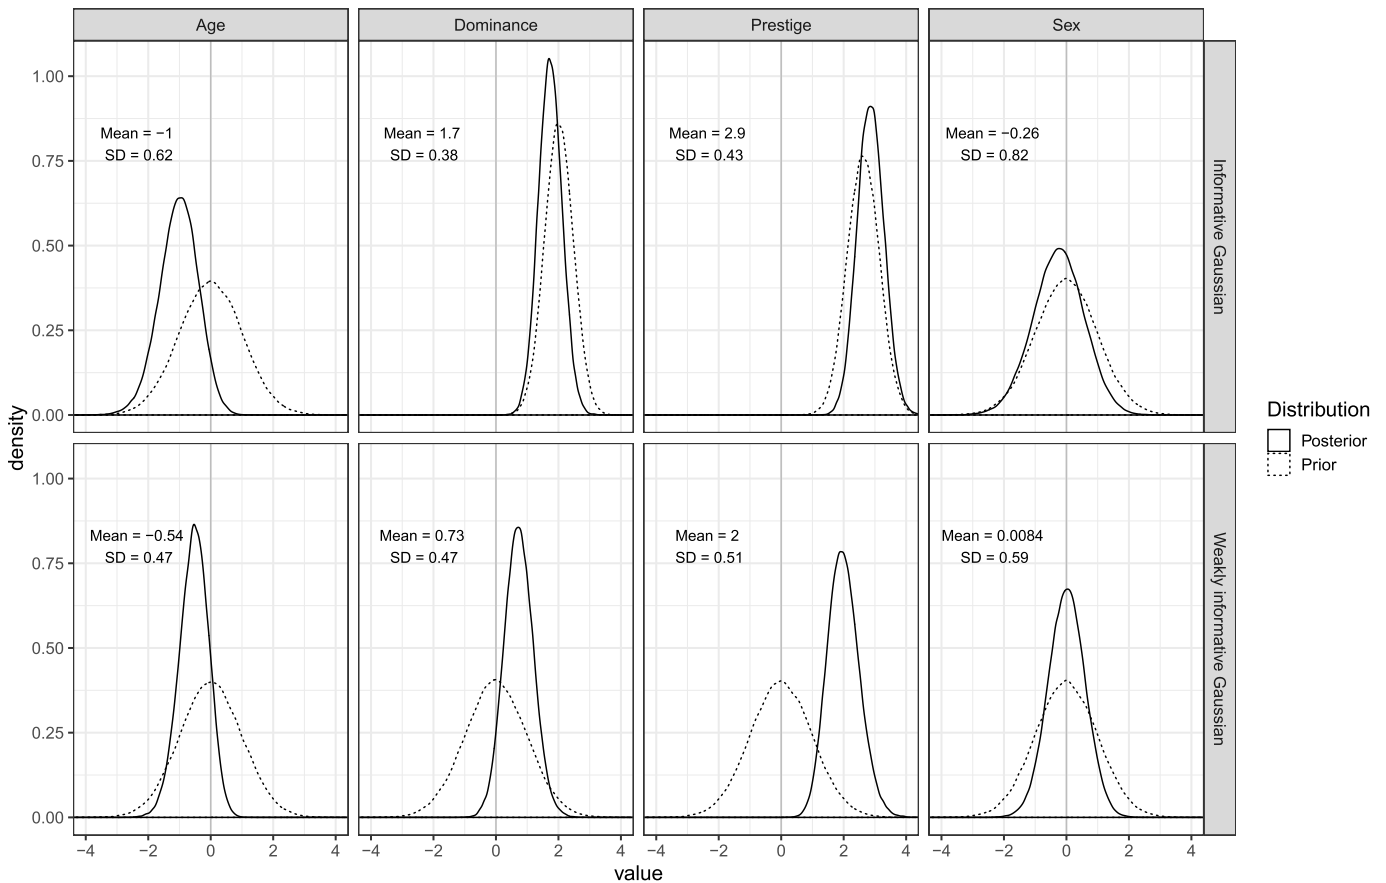 Age
Dominance
Prestige
Sex
Informative Gaussian
1.00
0.75
0.50
0.25
0.00
Mean = −1
SD = 0.62
Mean = 1.7
SD = 0.38
Mean = 2.9
SD = 0.43
Mean = −0.26
SD = 0.82
density
Distribution
Posterior
Prior
Weakly informative Gaussian
1.00
0.75
0.50
0.25
0.00
Mean = −0.54
SD = 0.47
Mean = 0.73
SD = 0.47
Mean = 2
SD = 0.51
Mean = 0.0084
SD = 0.59
−4 −2 0 2 4
−4 −2 0 2 4
−4 −2 0 2 4
−4 −2 0 2 4
value